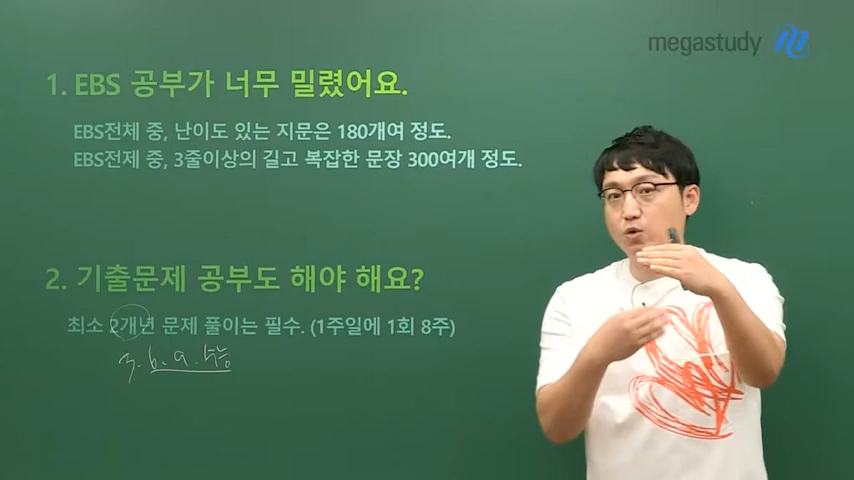 megastudy
1. EBS 공부가 너무 밀렸어요.
EBS전체 중, 난이도 있는 지문은 180개여 정도.
EBS전제 중, 3줄이상의 길고 복잡한 문장 300여개 정도.
2. 기출문제 공부도 해야 해요?
최소 2개년 문제 풀이는 필수. (1주일에 1회 8주)
3. 6. 9. 수능